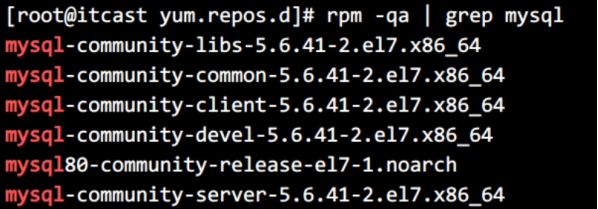 [root@itcast yum.repos.d]# rpm -qa | grep mysql
mysql-community-libs-5.6.41-2.el7.x86_64
mysql-community-common-5.6.41-2.el7.x86_64
mysql-community-client-5.6.41-2.el7.x86_64
mysql-community-devel-5.6.41-2.el7.x86_64
mysql80-community-release-el7-1.noarch
mysql-community-server-5.6.41-2.el7.x86_64